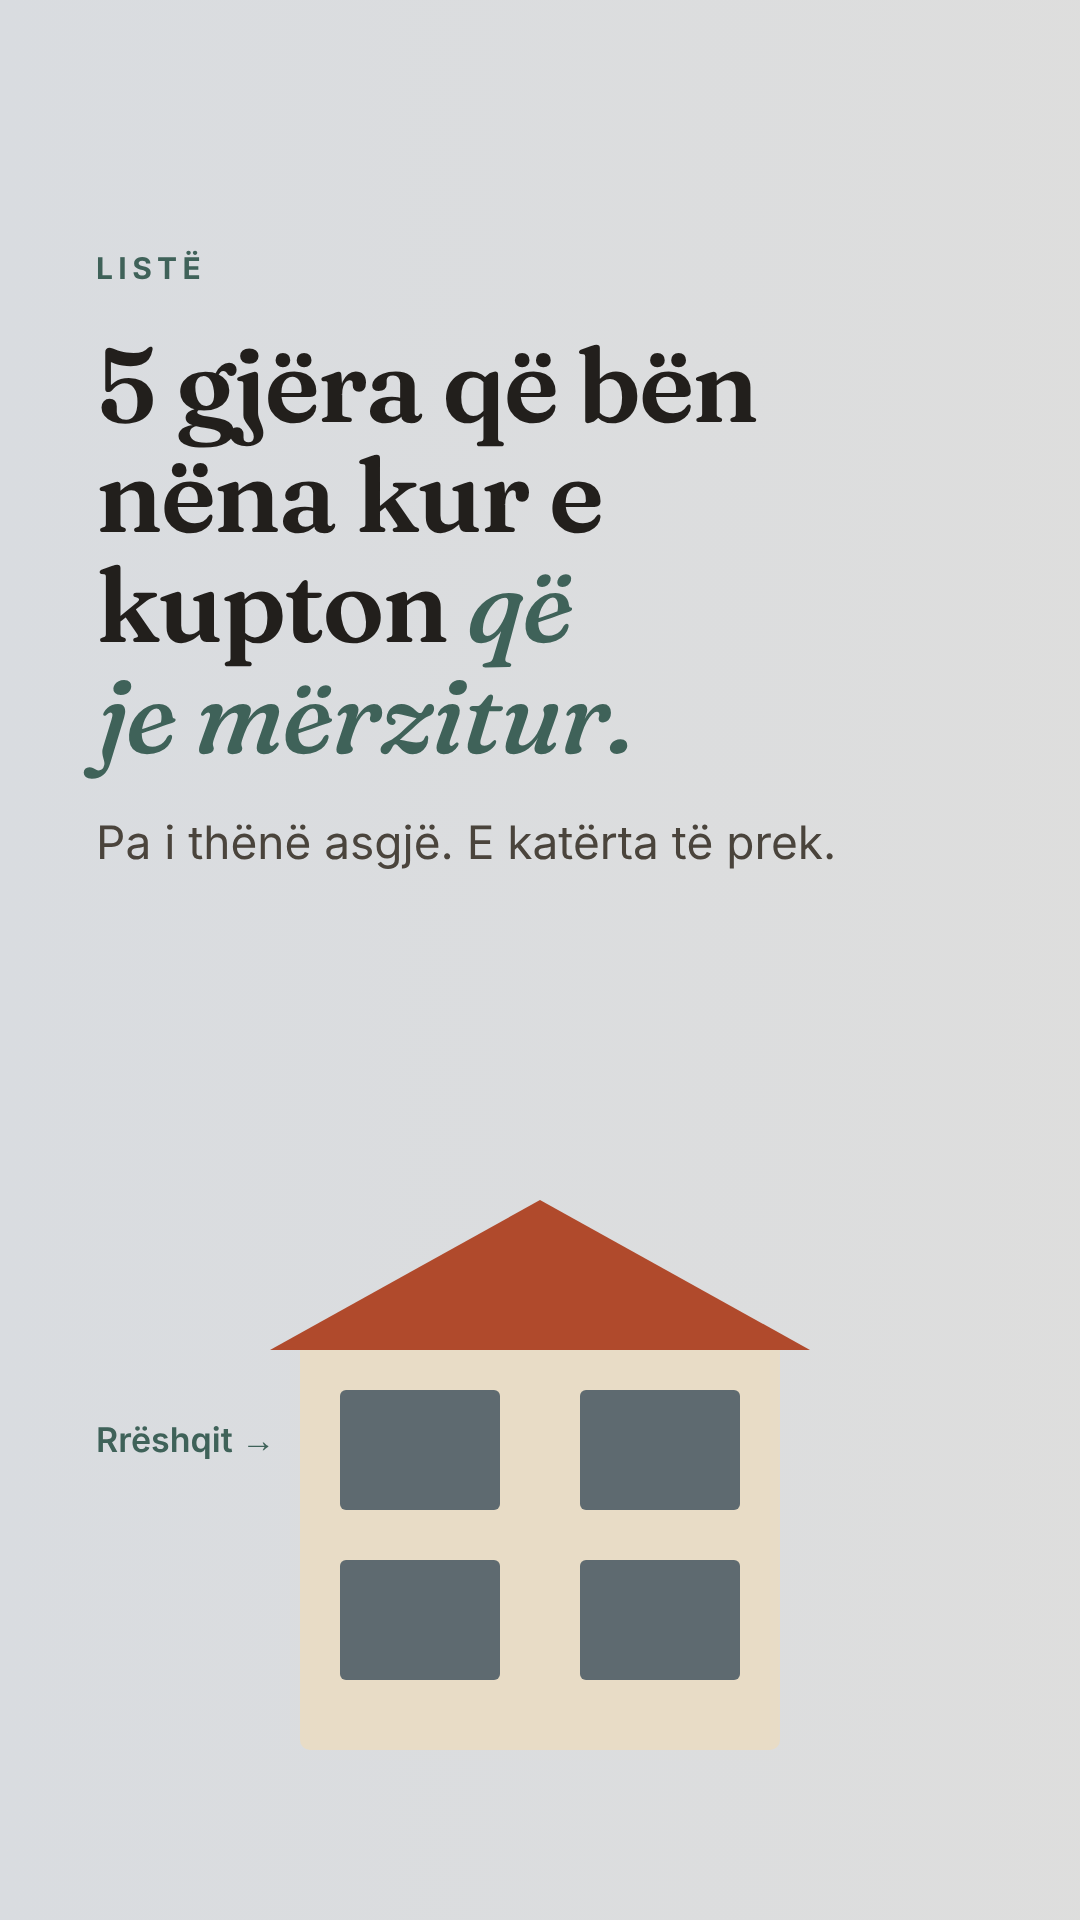 LISTË
5 gjëra që bën
nëna kur e
kupton që
je mërzitur.
Pa i thënë asgjë. E katërta të prek.
Rrëshqit →